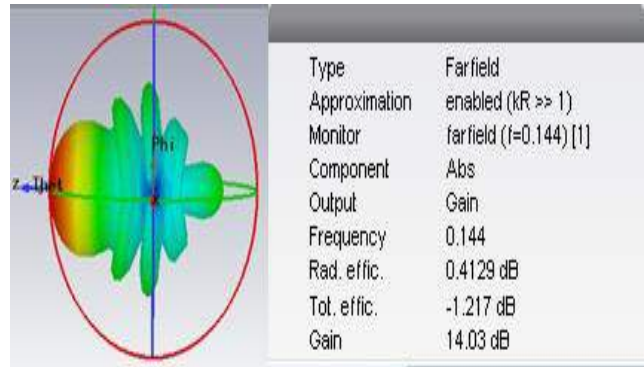 Phi
z Thet
x
Type Farfield
Approximation enabled (kR >> 1)
Monitor farfield (f=0.144) [1]
Component Abs
Output Gain
Frequency 0.144
Rad. effic. 0.4129 dB
Tot. effic. -1.217 dB
Gain 14.03 dB